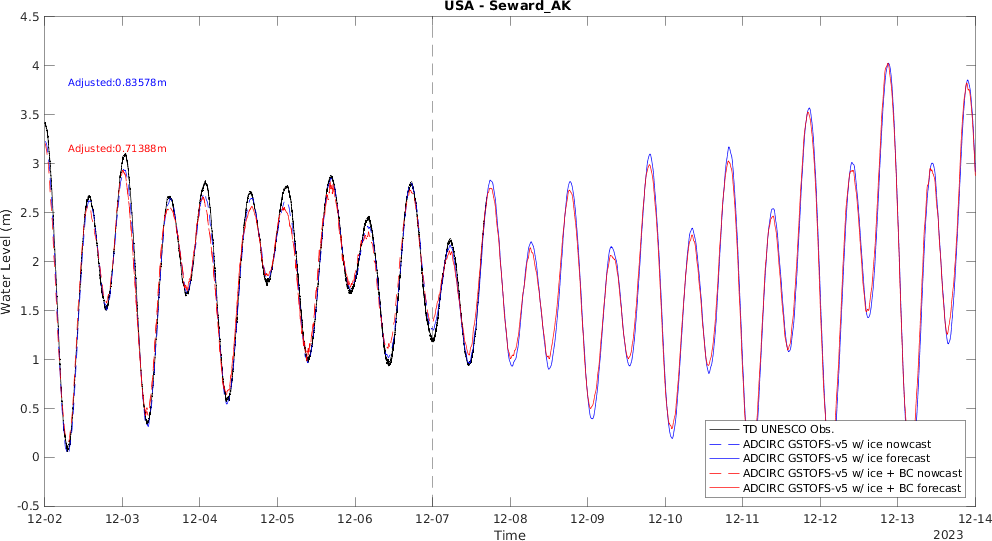 USA - Seward_AK
4.5
4
3.5
3
2.5
2
1.5
1
0.5
0
-0.5
Water Level (m)
Adjusted:0.83578m
Adjusted:0.71388m
TD UNESCO Obs.
ADCIRC GSTOFS-v5 w/ ice nowcast
ADCIRC GSTOFS-v5 w/ ice forecast
ADCIRC GSTOFS-v5 w/ ice + BC nowcast
ADCIRC GSTOFS-v5 w/ ice + BC forecast
12-02 12-03 12-04 12-05 12-06 12-07 12-08 12-09 12-10 12-11 12-12 12-13 12-14
Time
2023